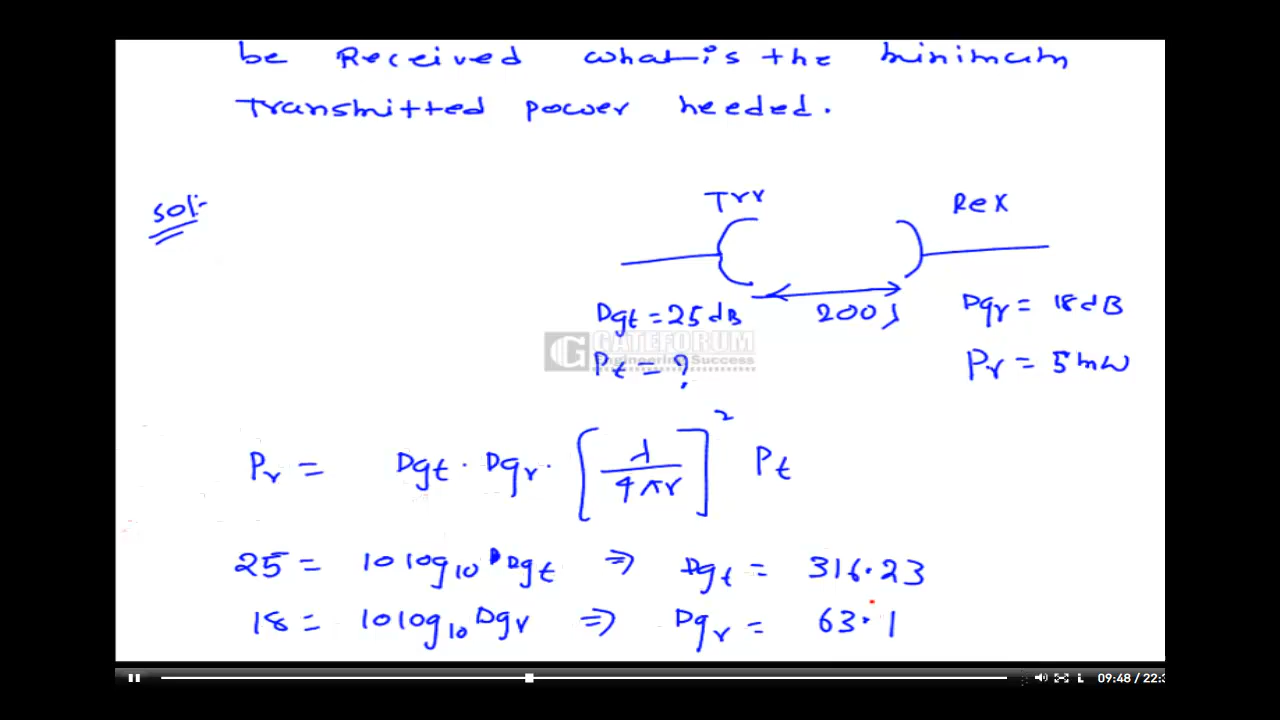 be Received what is the minimum
transmitted power needed.
Sol:-
Trr
Rex
Dgt = 25 dB
200 λ
Dgr = 18 dB
GATEFORUM
Engineering Success
Pt = ?
Pr = 5 mW
Pr = Dgt · Dgr · [λ / 4πr]² Pt
25 = 10 log₁₀ Dgt ⇒ Dgt = 316.23
18 = 10 log₁₀ Dgr ⇒ Dgr = 63.1
09:48 / 22: